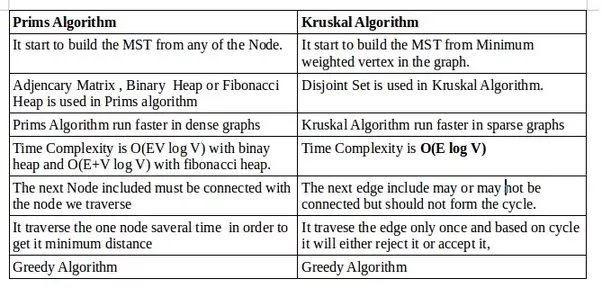 Prims Algorithm
Kruskal Algorithm
It start to build the MST from any of the Node.
It start to build the MST from Minimum
weighted vertex in the graph.
Adjencary Matrix , Binary Heap or Fibonacci
Heap is used in Prims algorithm
Disjoint Set is used in Kruskal Algorithm.
Prims Algorithm run faster in dense graphs
Kruskal Algorithm run faster in sparse graphs
Time Complexity is O(EV log V) with binay
heap and O(E+V log V) with fibonacci heap.
Time Complexity is O(E log V)
The next Node included must be connected with
the node we traverse
The next edge include may or may not be
connected but should not form the cycle.
It traverse the one node saveral time in order to
get it minimum distance
It travese the edge only once and based on cycle
it will either reject it or accept it,
Greedy Algorithm
Greedy Algorithm